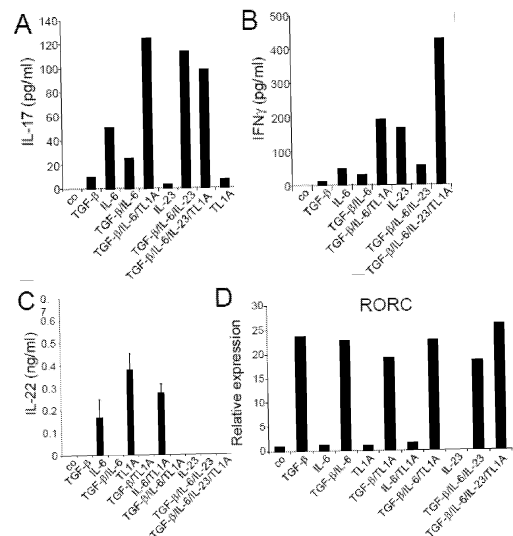 A
IL-17 (pg/ml)
140
120
100
80
60
40
20
0
co
TGF-β
IL-6
TGF-β/IL-6
TGF-β/IL-6/TL1A
IL-23
TGF-β/IL-6/IL-23
TGF-β/IL-6/IL-23/TL1A
TL1A
B
IFNγ (pg/ml)
500
400
300
200
100
0
co
TGF-β
IL-6
TGF-β/IL-6
TGF-β/IL-6/TL1A
IL-23
TGF-β/IL-6/IL-23
TGF-β/IL-6/IL-23/TL1A
C
IL-22 (ng/ml)
0.
7
0.6
0.5
0.4
0.3
0.2
0.1
0
co
TGF-β
IL-6
TGF-β/IL-6
TL1A
TGF-β/TL1A
IL-6/TL1A
TGF-β/IL-6/TL1A
IL-23
TGF-β/IL-6/IL-23
TGF-β/IL-6/IL-23/TL1A
D
RORC
Relative expression
30
25
20
15
10
5
0
co
TGF-β
IL-6
TGF-β/IL-6
TL1A
TGF-β/TL1A
IL-6/TL1A
TGF-β/IL-6/TL1A
IL-23
TGF-β/IL-6/IL-23
TGF-β/IL-6/IL-23/TL1A